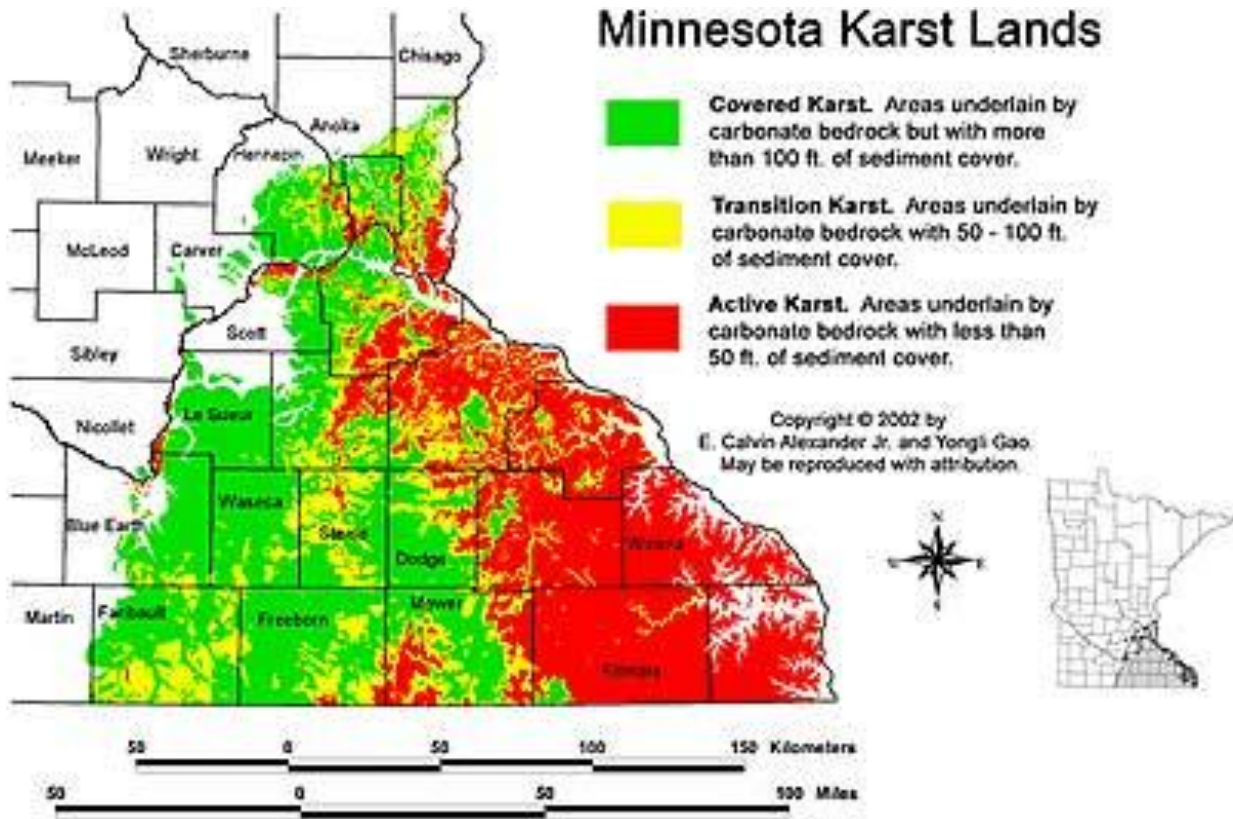 Minnesota Karst Lands
Covered Karst. Areas underlain by
carbonate bedrock but with more
than 100 ft. of sediment cover.
Transition Karst. Areas underlain by
carbonate bedrock with 50 - 100 ft.
of sediment cover.
Active Karst. Areas underlain by
carbonate bedrock with less than
50 ft. of sediment cover.
Copyright © 2002 by
E. Calvin Alexander Jr. and Yongli Gao.
May be reproduced with attribution.
Sherburne
Chisago
Anoka
Hennepin
Wright
Meeker
McLeod
Carver
Scott
Sibley
Nicollet
Le Sueur
Waseca
Blue Earth
Steele
Dodge
Winona
Martin
Faribault
Freeborn
Mower
N
E
S
50 0 50 100 150 Kilometers
50 0 50 100 Miles